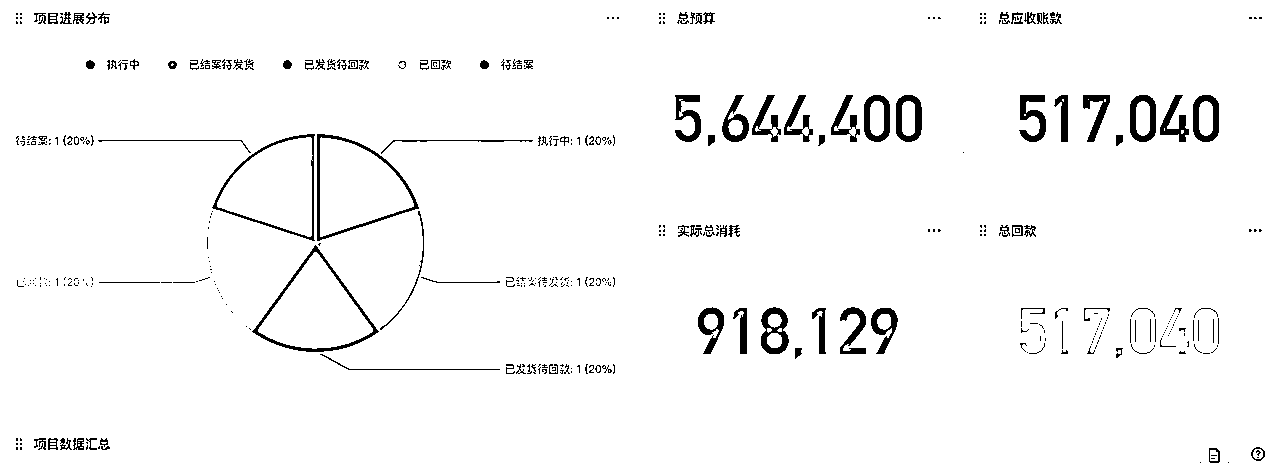 项目进展分布
执行中 已结案待发货 已发货待回款 已回款 待结案
待结案: 1 (20%)
执行中: 1 (20%)
已回款: 1 (20%)
已结案待发货: 1 (20%)
已发货待回款: 1 (20%)
总预算
5,644,400
总应收账款
517,040
实际总消耗
918,129
总回款
517,040
项目数据汇总